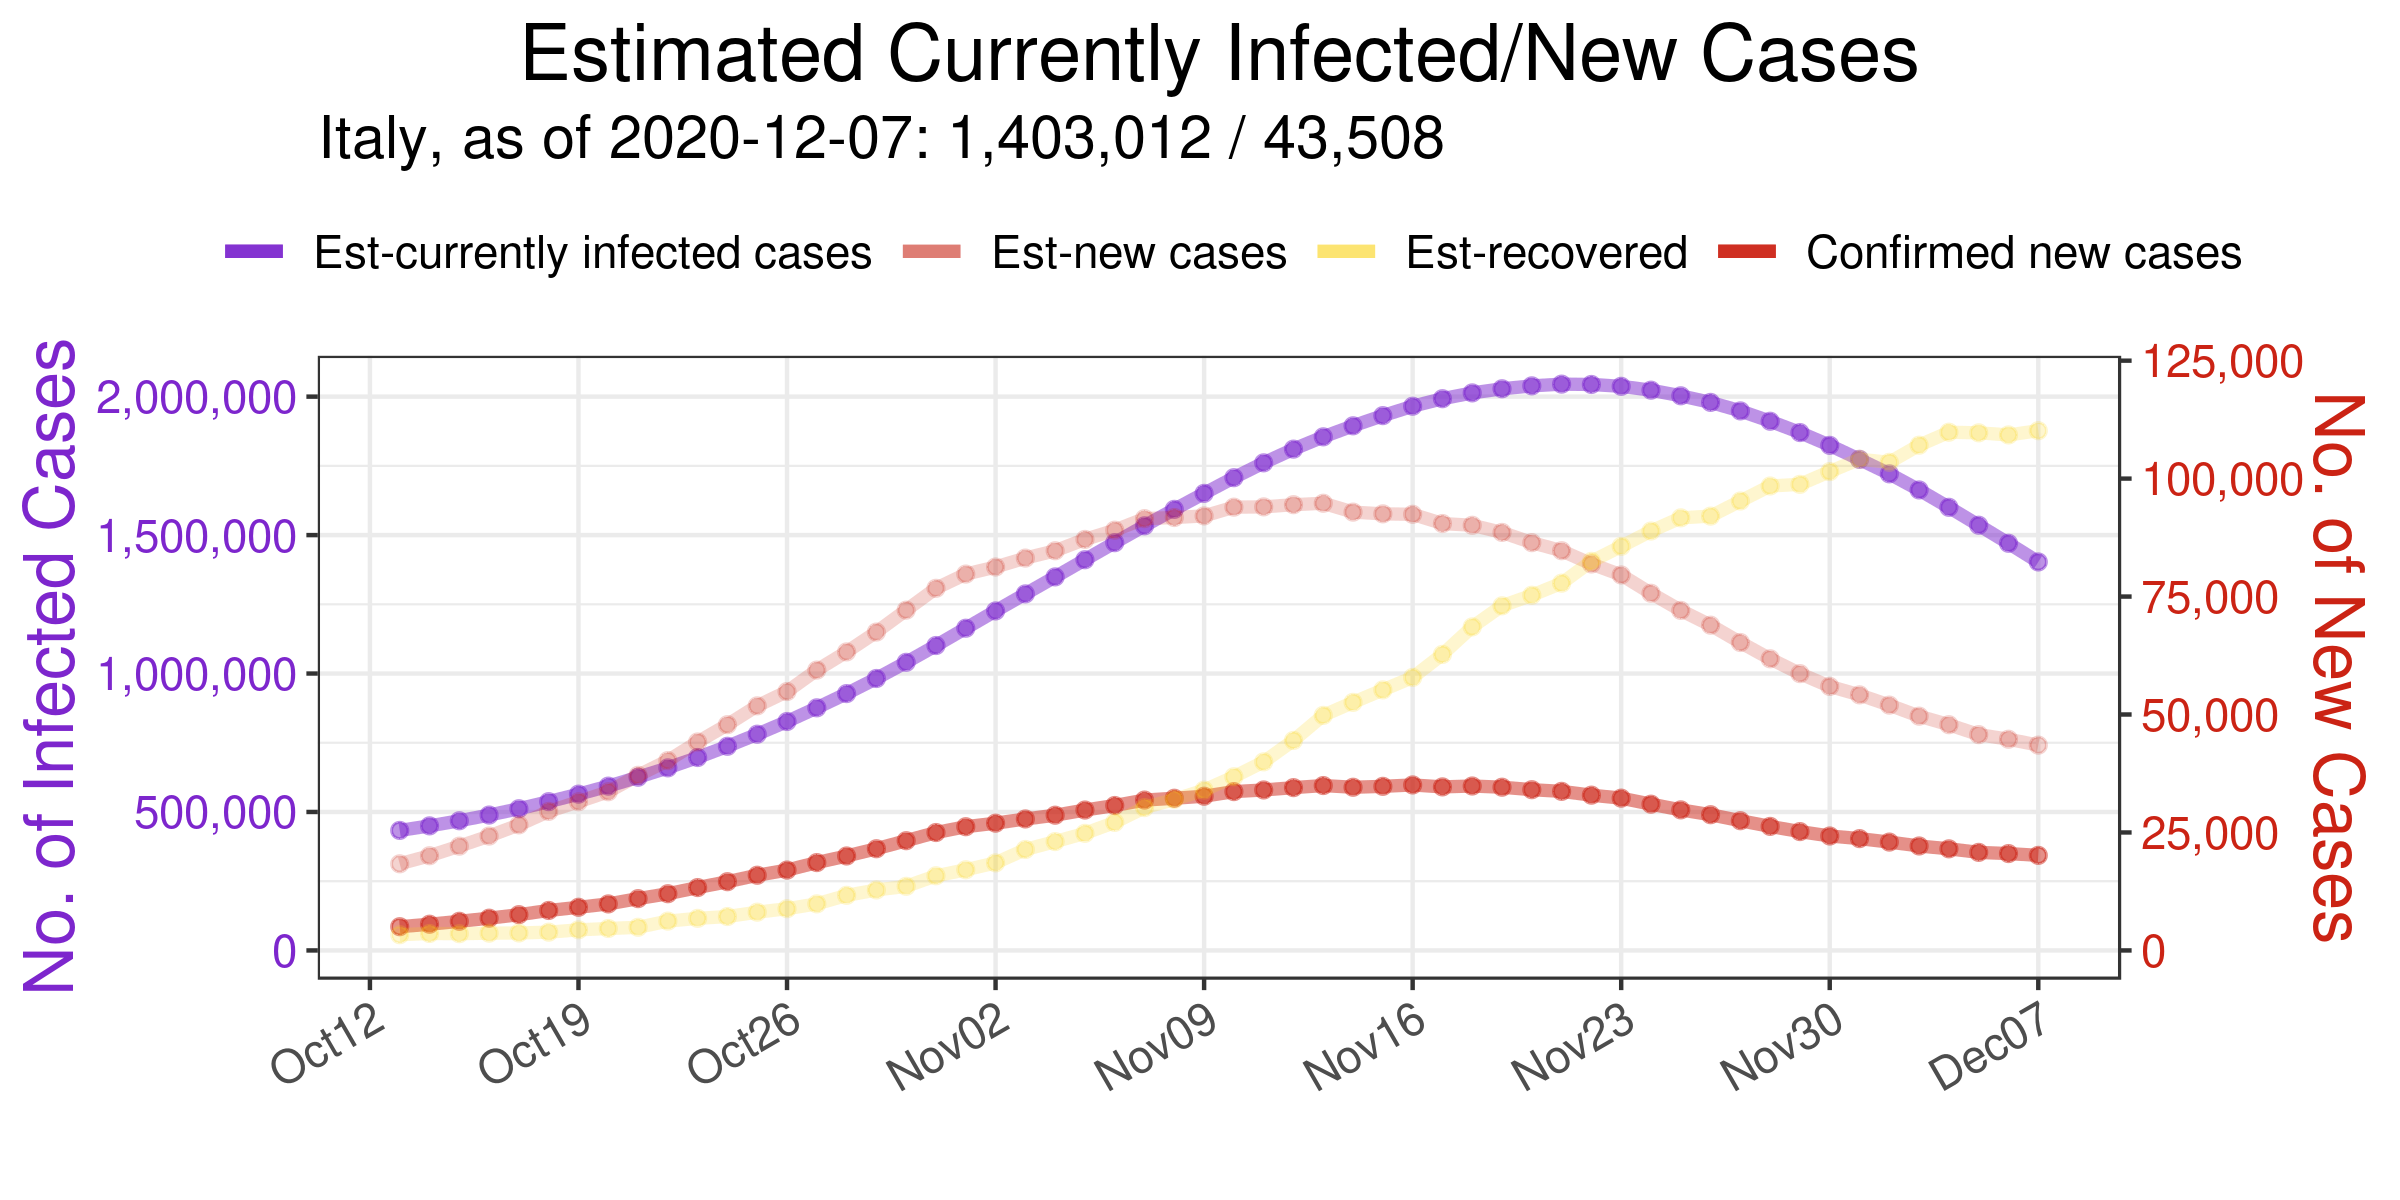 Estimated Currently Infected/New Cases
Italy, as of 2020-12-07: 1,403,012 / 43,508
Est-currently infected cases Est-new cases Est-recovered Confirmed new cases
No. of Infected Cases
2,000,000
1,500,000
1,000,000
500,000
0
125,000
100,000
75,000
50,000
25,000
0
No. of New Cases
Oct12 Oct19 Oct26 Nov02 Nov09 Nov16 Nov23 Nov30 Dec07